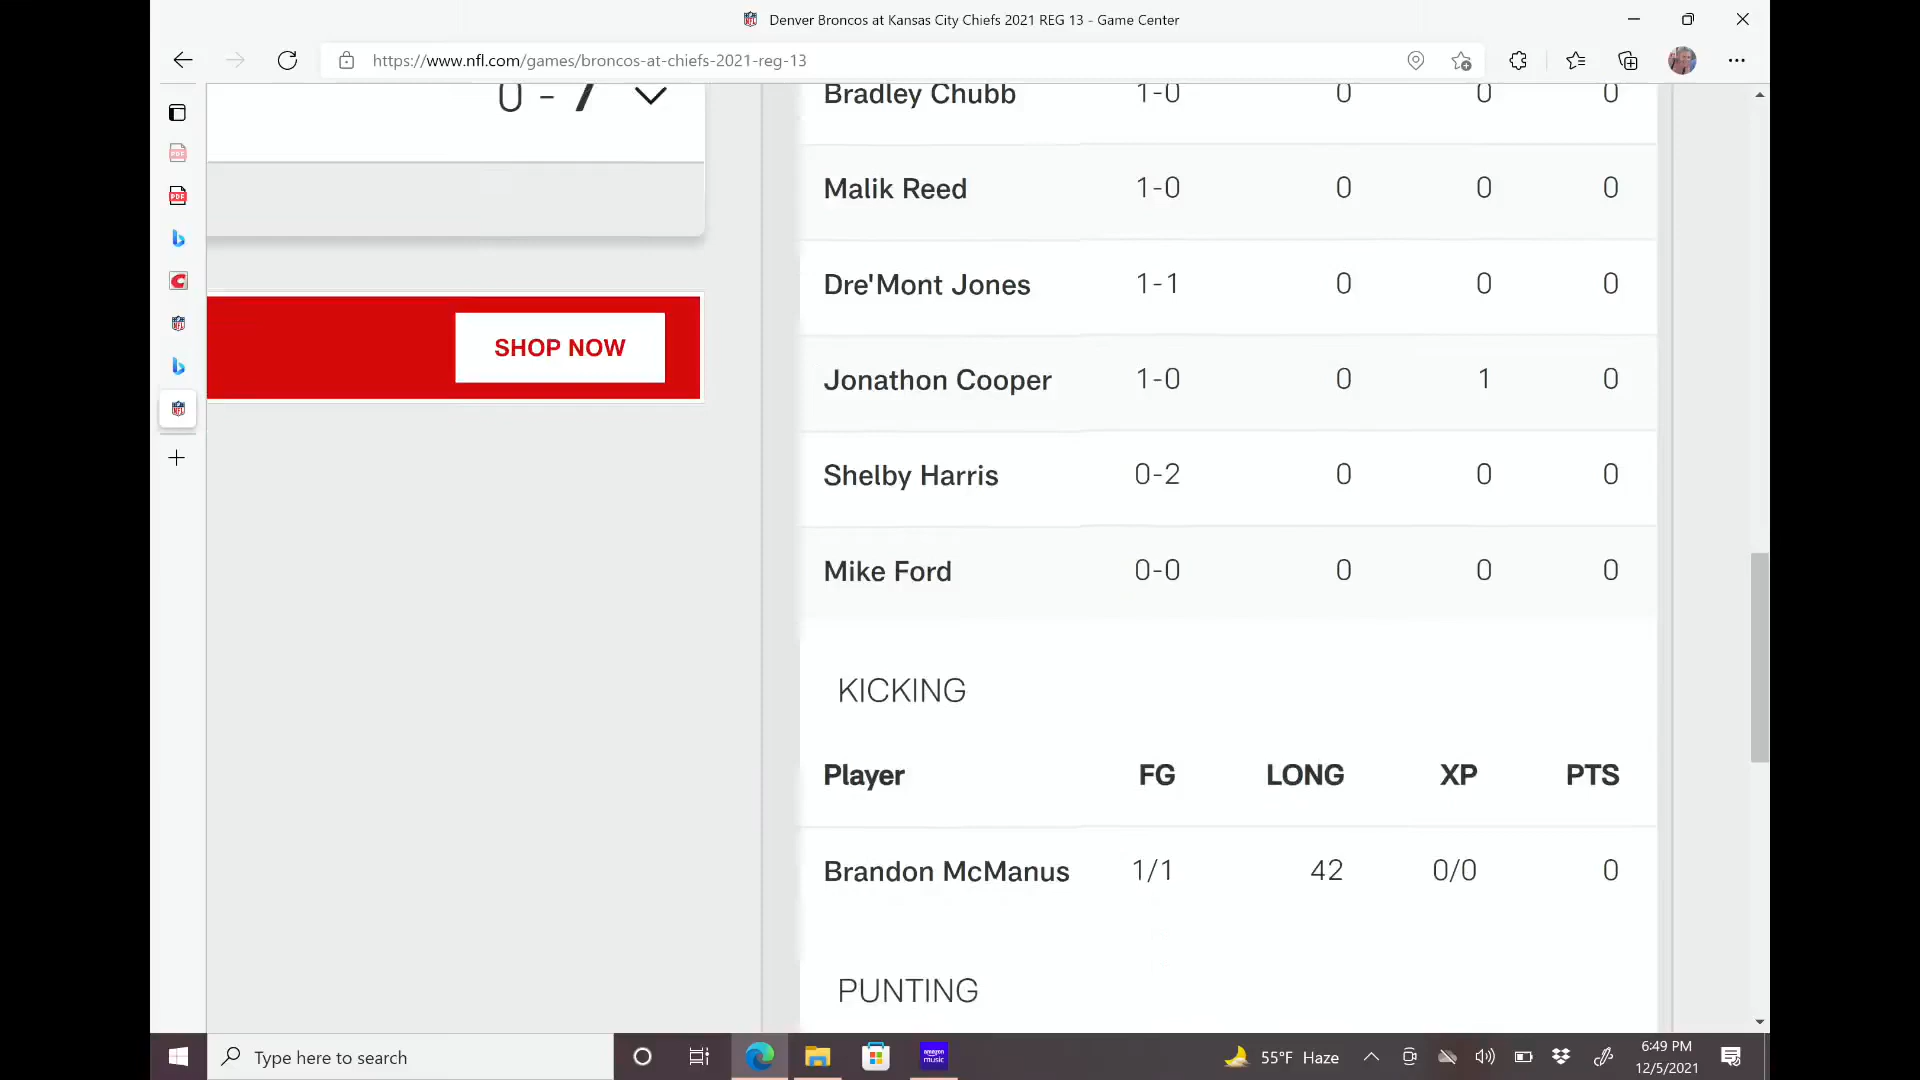 Denver Broncos at Kansas City Chiefs 2021 REG 13 - Game Center
https://www.nfl.com/games/broncos-at-chiefs-2021-reg-13
0 - 7
Bradley Chubb 1-0 0 0 0
Malik Reed 1-0 0 0 0
Dre'Mont Jones 1-1 0 0 0
SHOP NOW
Jonathon Cooper 1-0 0 1 0
Shelby Harris 0-2 0 0 0
Mike Ford 0-0 0 0 0
KICKING
Player FG LONG XP PTS
Brandon McManus 1/1 42 0/0 0
PUNTING
Type here to search
amazon music
55°F Haze
6:49 PM
12/5/2021